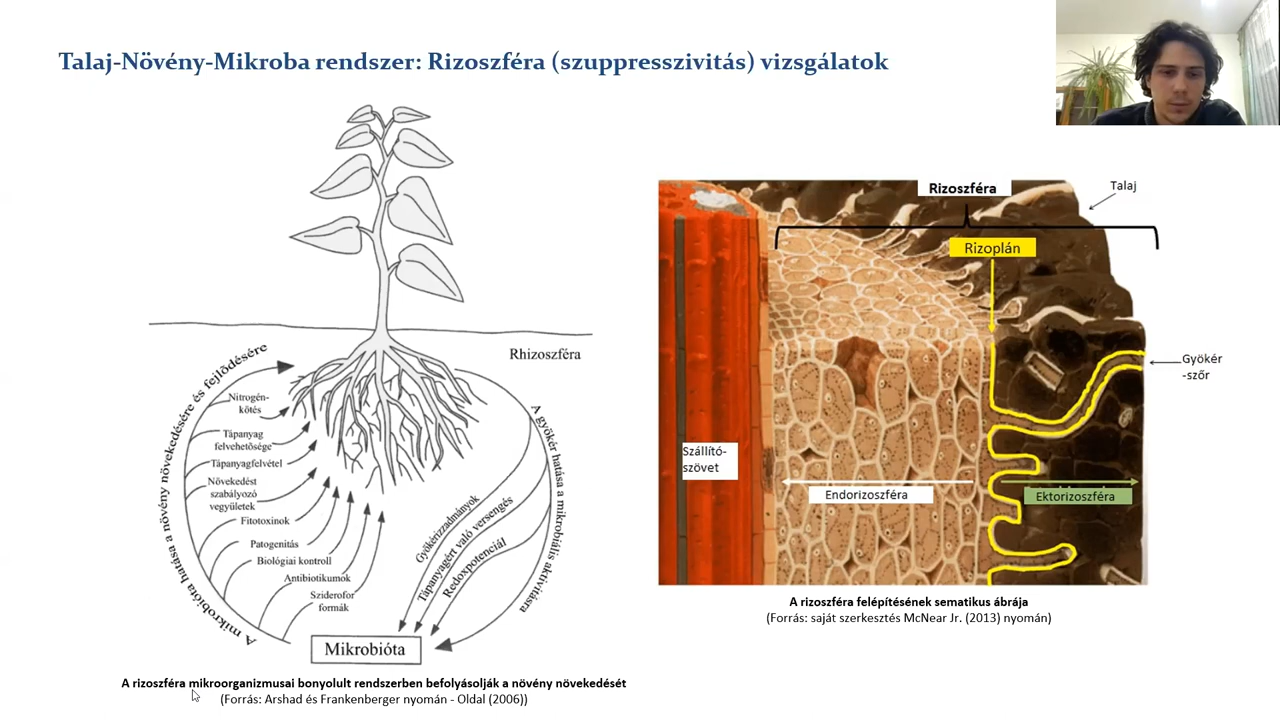 Talaj-Növény-Mikroba rendszer: Rizoszféra (szuppresszivitás) vizsgálatok
Rhizoszféra
A mikrobióta hatása a növény növekedésére és fejlődésére
Nitrogén-
kötés
Tápanyag
felvehetősége
Tápanyagfelvétel
Növekedést
szabályozó
vegyületek
Fitotoxinok
Patogenitás
Biológiai kontroll
Antibiotikumok
Sziderofor
formák
Gyökérizzadmányok
Tápanyagért való versengés
Redoxpotenciál
A gyökér hatása a mikrobiális aktivitásra
Mikrobióta
A rizoszféra mikroorganizmusai bonyolult rendszerben befolyásolják a növény növekedését
(Forrás: Arshad és Frankenberger nyomán - Oldal (2006))
Rizoszféra
Talaj
Rizoplán
Gyökér
-szőr
Szállító-
szövet
Endorizoszféra
Ektorizoszféra
A rizoszféra felépítésének sematikus ábrája
(Forrás: saját szerkesztés McNear Jr. (2013) nyomán)